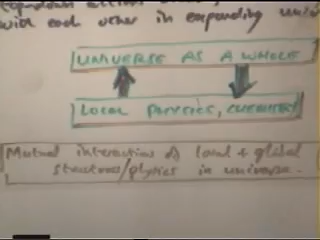 with each other in expanding
UNIVERSE AS A WHOLE
LOCAL PHYSICS, CHEMISTRY
Mutual interaction of local + global
structures/physics in universe.